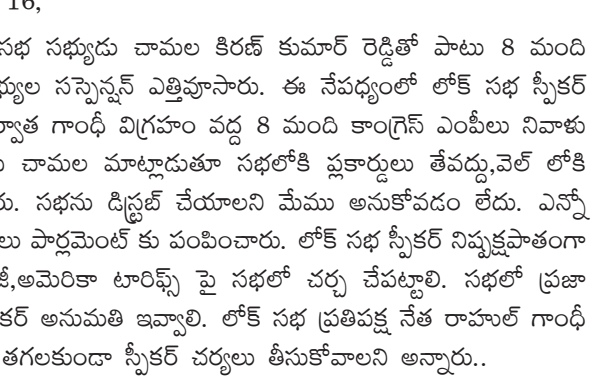 16,
సభ సభ్యుడు చామల కిరణ్ కుమార్ రెడ్డితో పాటు 8 మంది
భ్యుల సస్పెన్షన్ ఎత్తివూసారు. ఈ నేపధ్యంలో లోక్ సభ స్పీకర్
ర్వాత గాంధీ విగ్రహం వద్ద 8 మంది కాంగ్రెస్ ఎంపీలు నివాళు
చామల మాట్లాడుతూ సభలోకి ప్లకార్డులు తేవద్దు,వెల్ లోకి
రు. సభను డిస్ట్రబ్ చేయాలని మేము అనుకోవడం లేదు. ఎన్నో
లు పార్లమెంట్ కు పంపించారు. లోక్ సభ స్పీకర్ నిష్పక్షపాతంగా
జీ,అమెరికా టారిఫ్స్ పై సభలో చర్చ చేపట్టాలి. సభలో ప్రజా
కర్ అనుమతి ఇవ్వాలి. లోక్ సభ ప్రతిపక్ష నేత రాహుల్ గాంధీ
తగలకుండా స్పీకర్ చర్యలు తీసుకోవాలని అన్నారు..